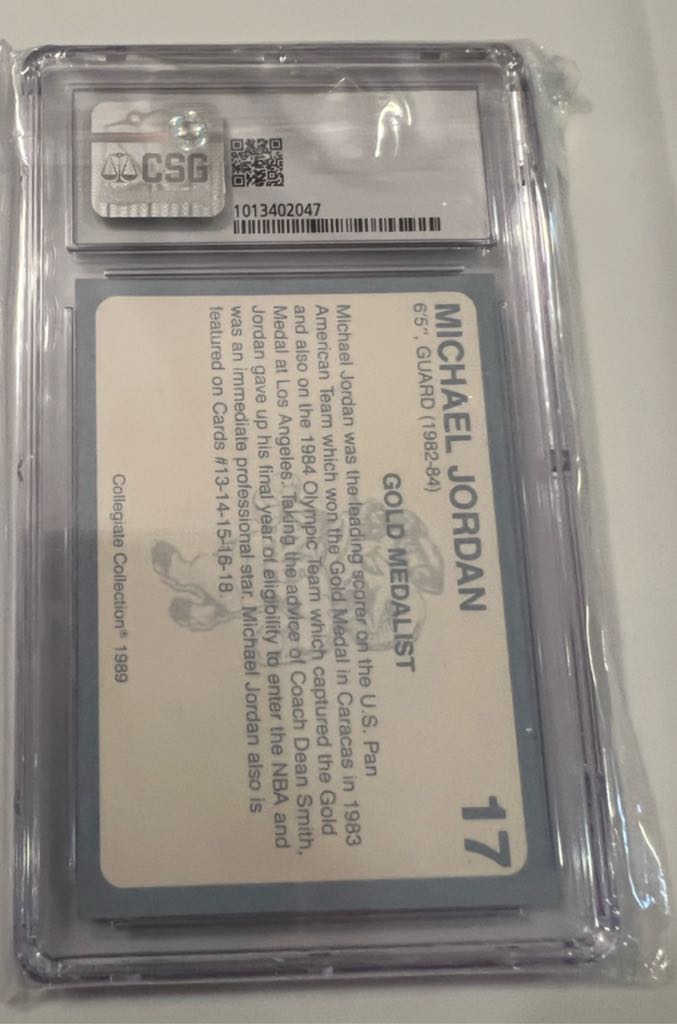 CSG
1013402047
MICHAEL JORDAN
17
6'5", GUARD (1982-84)
GOLD MEDALIST
Michael Jordan was the leading scorer on the U.S. Pan
American Team which won the Gold Medal in Caracas in 1983
and also on the 1984 Olympic Team which captured the Gold
Medal at Los Angeles. Taking the advice of Coach Dean Smith,
Jordan gave up his final year of eligibility to enter the NBA and
was an immediate professional star. Michael Jordan also is
featured on Cards #13-14-15-16-18.
Collegiate Collection® 1989